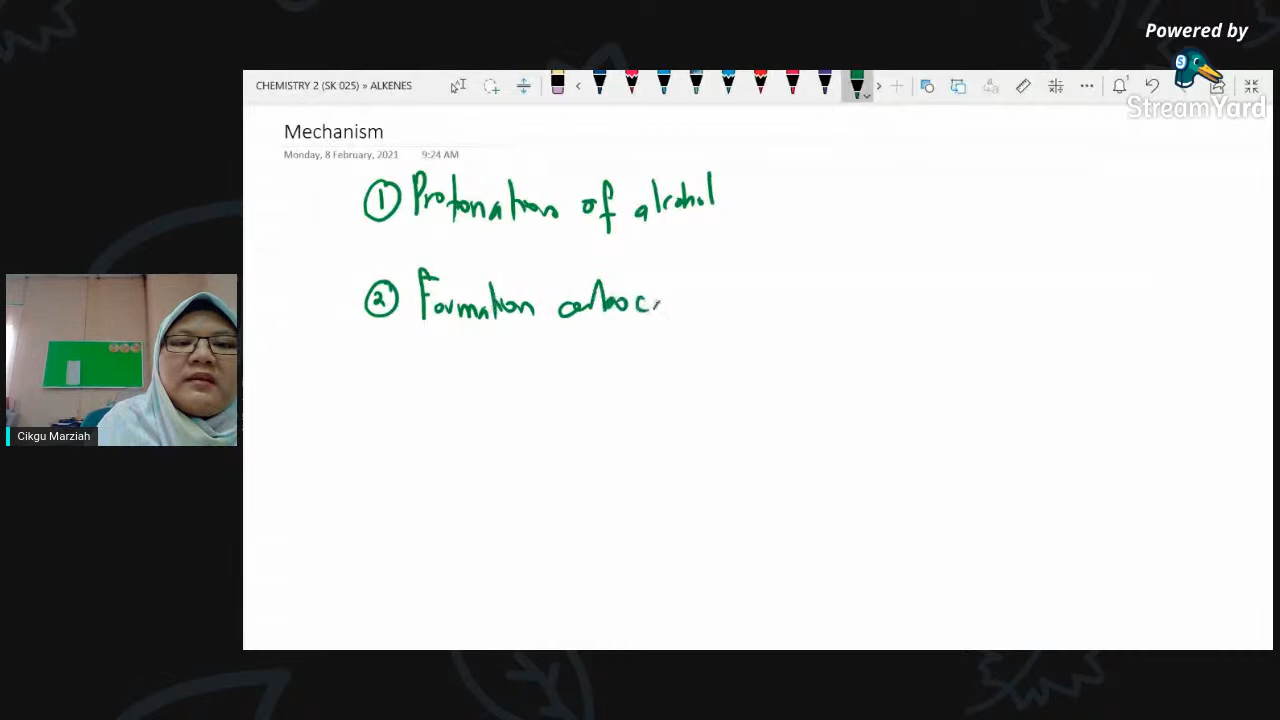 Powered by
StreamYard
CHEMISTRY 2 (SK 025) » ALKENES
Mechanism
Monday, 8 February, 2021 9:24 AM
① Protonation of alcohol
② Formation carboc
Cikgu Marziah